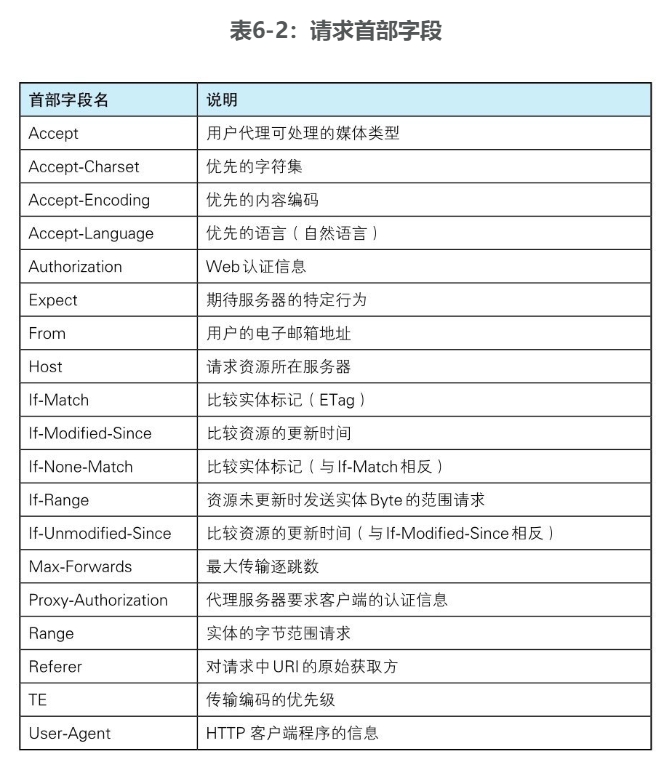 表6-2：请求首部字段
首部字段名 说明
Accept 用户代理可处理的媒体类型
Accept-Charset 优先的字符集
Accept-Encoding 优先的内容编码
Accept-Language 优先的语言（自然语言）
Authorization Web认证信息
Expect 期待服务器的特定行为
From 用户的电子邮箱地址
Host 请求资源所在服务器
If-Match 比较实体标记（ETag）
If-Modified-Since 比较资源的更新时间
If-None-Match 比较实体标记（与If-Match相反）
If-Range 资源未更新时发送实体Byte的范围请求
If-Unmodified-Since 比较资源的更新时间（与If-Modified-Since相反）
Max-Forwards 最大传输逐跳数
Proxy-Authorization 代理服务器要求客户端的认证信息
Range 实体的字节范围请求
Referer 对请求中URI的原始获取方
TE 传输编码的优先级
User-Agent HTTP 客户端程序的信息